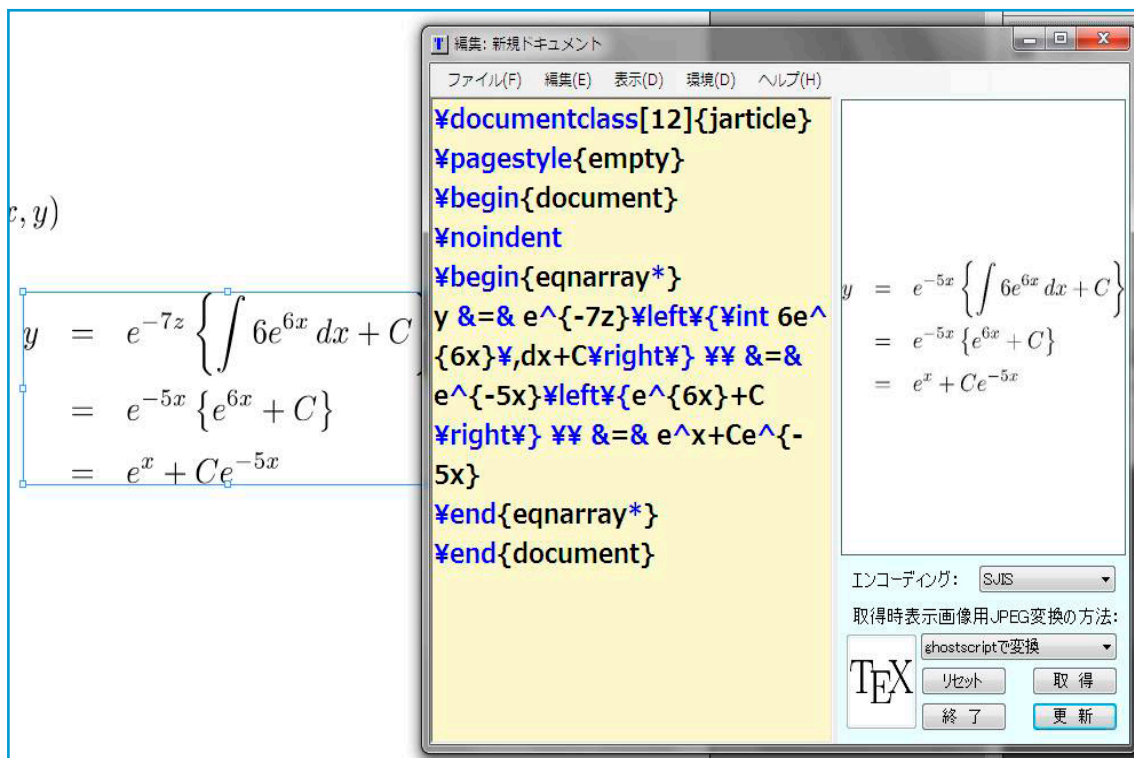 x, y)
y = e^{-7z} { ∫ 6e^{6x} dx + C
= e^{-5x} {e^{6x} + C}
= e^x + Ce^{-5x}
編集: 新規ドキュメント
ファイル(F) 編集(E) 表示(D) 環境(D) ヘルプ(H)
¥documentclass[12]{jarticle}
¥pagestyle{empty}
¥begin{document}
¥noindent
¥begin{eqnarray*}
y &=& e^{-7z}¥left¥{¥int 6e^
{6x}¥,dx+C¥right¥} ¥¥ &=&
e^{-5x}¥left¥{e^{6x}+C
¥right¥} ¥¥ &=& e^x+Ce^{-
5x}
¥end{eqnarray*}
¥end{document}
y = e^{-5x} { ∫ 6e^{6x} dx + C }
= e^{-5x} {e^{6x} + C}
= e^x + Ce^{-5x}
エンコーディング: SJIS
取得時表示画像用JPEG変換の方法:
ghostscriptで変換
TEX
リセット 取 得
終 了 更 新